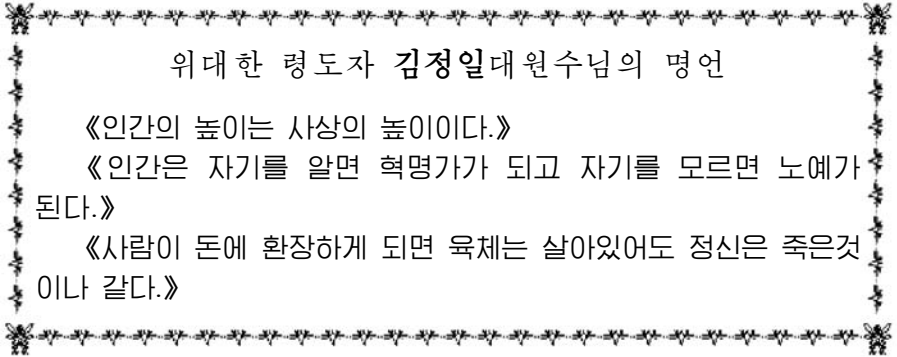 위대한 령도자 김정일대원수님의 명언
《인간의 높이는 사상의 높이이다.》
《인간은 자기를 알면 혁명가가 되고 자기를 모르면 노예가
된다.》
《사람이 돈에 환장하게 되면 육체는 살아있어도 정신은 죽은것
이나 같다.》